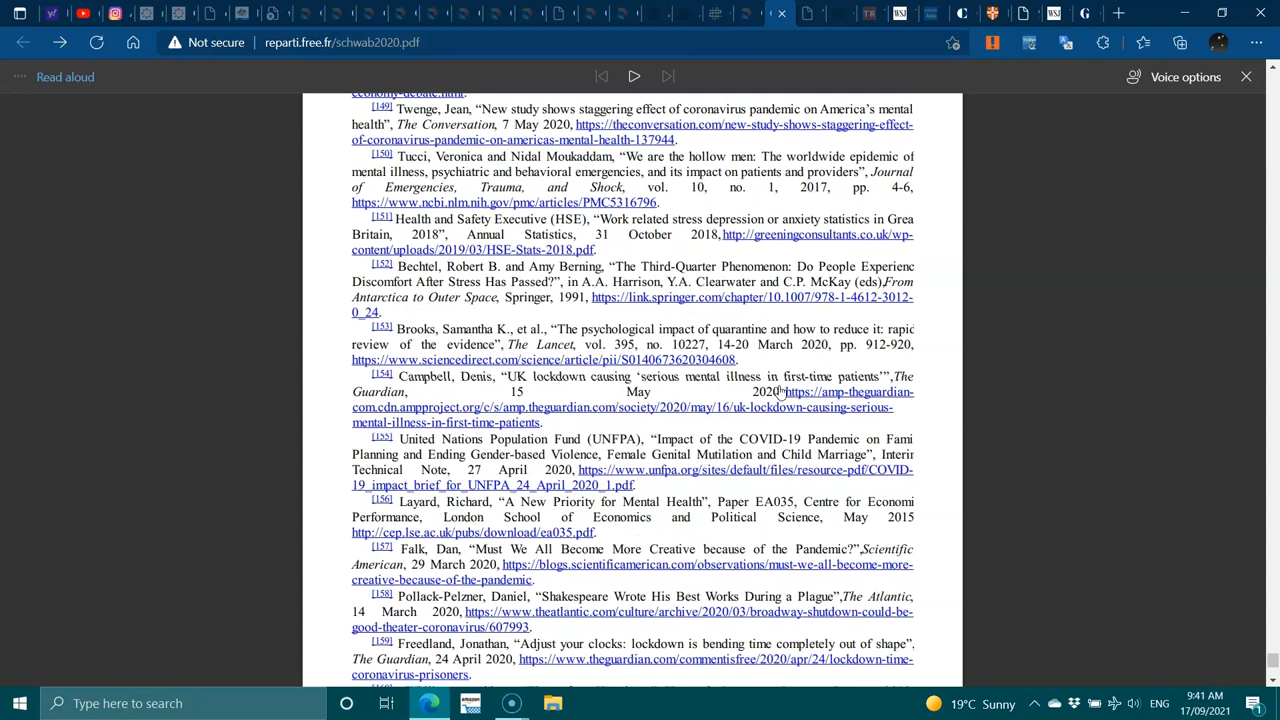 Not secure
reparti.free.fr/schwab2020.pdf
Read aloud
Voice options
economy-debate.html.
[149] Twenge, Jean, “New study shows staggering effect of coronavirus pandemic on America’s mental
health”, The Conversation, 7 May 2020, https://theconversation.com/new-study-shows-staggering-effect-
of-coronavirus-pandemic-on-americas-mental-health-137944.
[150] Tucci, Veronica and Nidal Moukaddam, “We are the hollow men: The worldwide epidemic of
mental illness, psychiatric and behavioral emergencies, and its impact on patients and providers”, Journal
of Emergencies, Trauma, and Shock, vol. 10, no. 1, 2017, pp. 4-6,
https://www.ncbi.nlm.nih.gov/pmc/articles/PMC5316796.
[151] Health and Safety Executive (HSE), “Work related stress depression or anxiety statistics in Grea
Britain, 2018”, Annual Statistics, 31 October 2018,http://greeningconsultants.co.uk/wp-
content/uploads/2019/03/HSE-Stats-2018.pdf.
[152] Bechtel, Robert B. and Amy Berning, “The Third-Quarter Phenomenon: Do People Experienc
Discomfort After Stress Has Passed?”, in A.A. Harrison, Y.A. Clearwater and C.P. McKay (eds),From
Antarctica to Outer Space, Springer, 1991, https://link.springer.com/chapter/10.1007/978-1-4612-3012-
0_24.
[153] Brooks, Samantha K., et al., “The psychological impact of quarantine and how to reduce it: rapid
review of the evidence”, The Lancet, vol. 395, no. 10227, 14-20 March 2020, pp. 912-920,
https://www.sciencedirect.com/science/article/pii/S0140673620304608.
[154] Campbell, Denis, “UK lockdown causing ‘serious mental illness in first-time patients’”,The
Guardian, 15 May 2020,https://amp-theguardian-
com.cdn.ampproject.org/c/s/amp.theguardian.com/society/2020/may/16/uk-lockdown-causing-serious-
mental-illness-in-first-time-patients.
[155] United Nations Population Fund (UNFPA), “Impact of the COVID-19 Pandemic on Fami
Planning and Ending Gender-based Violence, Female Genital Mutilation and Child Marriage”, Interin
Technical Note, 27 April 2020, https://www.unfpa.org/sites/default/files/resource-pdf/COVID-
19_impact_brief_for_UNFPA_24_April_2020_1.pdf.
[156] Layard, Richard, “A New Priority for Mental Health”, Paper EA035, Centre for Economi
Performance, London School of Economics and Political Science, May 2015
http://cep.lse.ac.uk/pubs/download/ea035.pdf.
[157] Falk, Dan, “Must We All Become More Creative because of the Pandemic?”,Scientific
American, 29 March 2020, https://blogs.scientificamerican.com/observations/must-we-all-become-more-
creative-because-of-the-pandemic.
[158] Pollack-Pelzner, Daniel, “Shakespeare Wrote His Best Works During a Plague”,The Atlantic,
14 March 2020, https://www.theatlantic.com/culture/archive/2020/03/broadway-shutdown-could-be-
good-theater-coronavirus/607993.
[159] Freedland, Jonathan, “Adjust your clocks: lockdown is bending time completely out of shape”,
The Guardian, 24 April 2020, https://www.theguardian.com/commentisfree/2020/apr/24/lockdown-time-
coronavirus-prisoners.
Type here to search
19°C Sunny
9:41 AM
17/09/2021